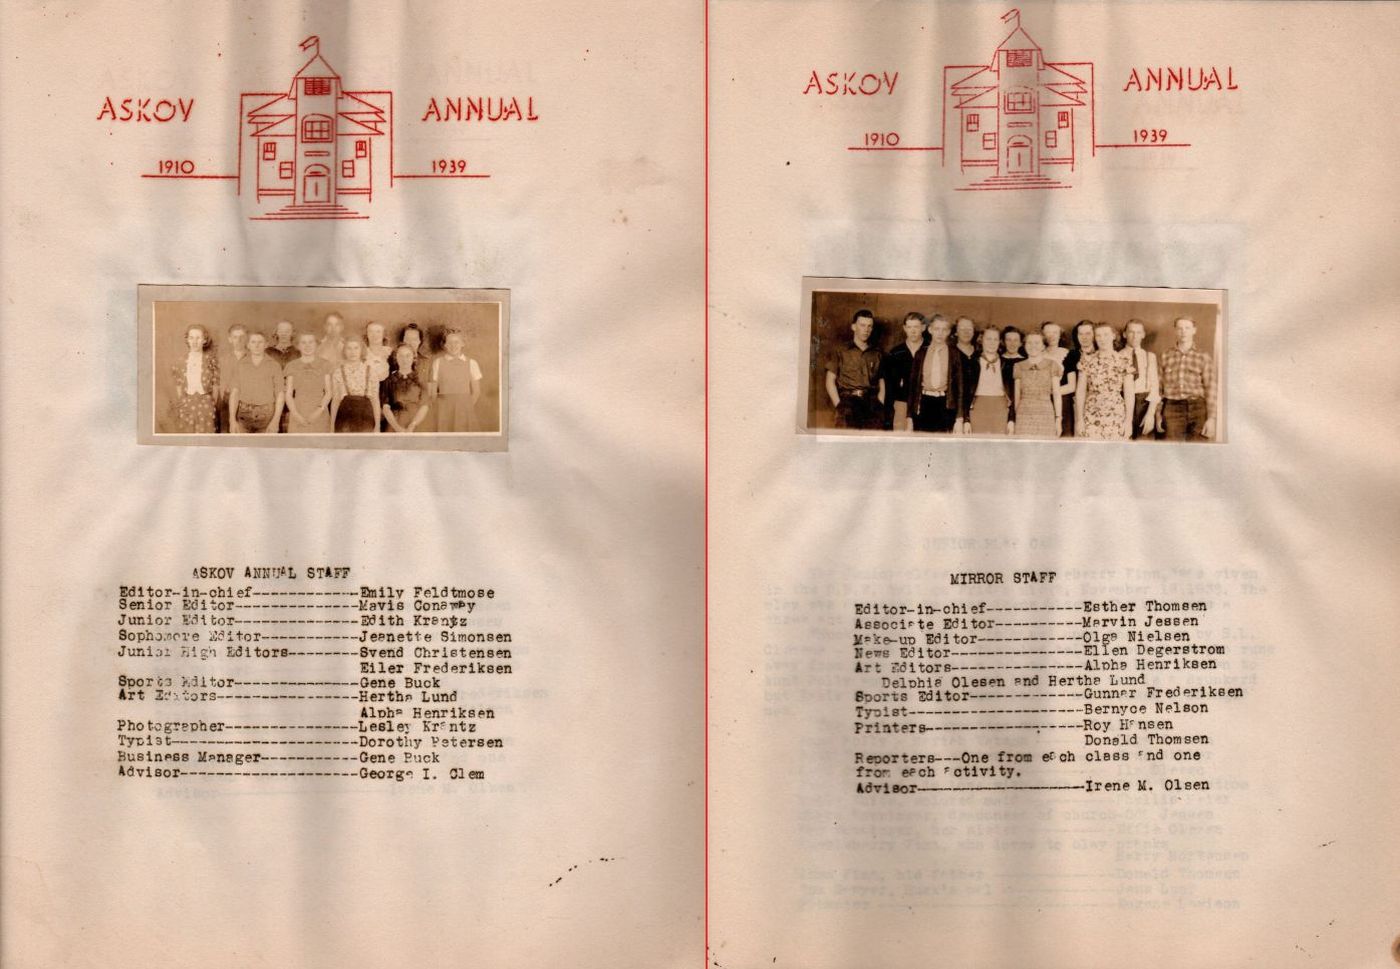 ASKOV ANNUAL
1910 1939
ASKOV ANNUAL STAFF
Editor-in-chief------------Emily Feldtmose
Senior Editor--------------Mavis Conaway
Junior Editor--------------Edith Krantz
Sophomore Editor-----------Jeanette Simonsen
Junior High Editors--------Svend Christensen
Eiler Frederiksen
Sports Editor--------------Gene Buck
Art Editors----------------Hertha Lund
Alpha Henriksen
Photographer---------------Lesley Krantz
Typist---------------------Dorothy Petersen
Business Manager-----------Gene Buck
Advisor--------------------George I. Clem
ASKOV ANNUAL
1910 1939
MIRROR STAFF
Editor-in-chief-----------Esther Thomsen
Associate Editor----------Marvin Jessen
Make-up Editor------------Olga Nielsen
News Editor---------------Ellen Degerstrom
Art Editors---------------Alpha Henriksen
Delphia Olesen and Hertha Lund
Sports Editor-------------Gunnar Frederiksen
Typist--------------------Bernyce Nelson
Printers------------------Roy Hansen
Donald Thomsen
Reporters---One from each class and one
from each activity.
Advisor-------------------Irene M. Olsen